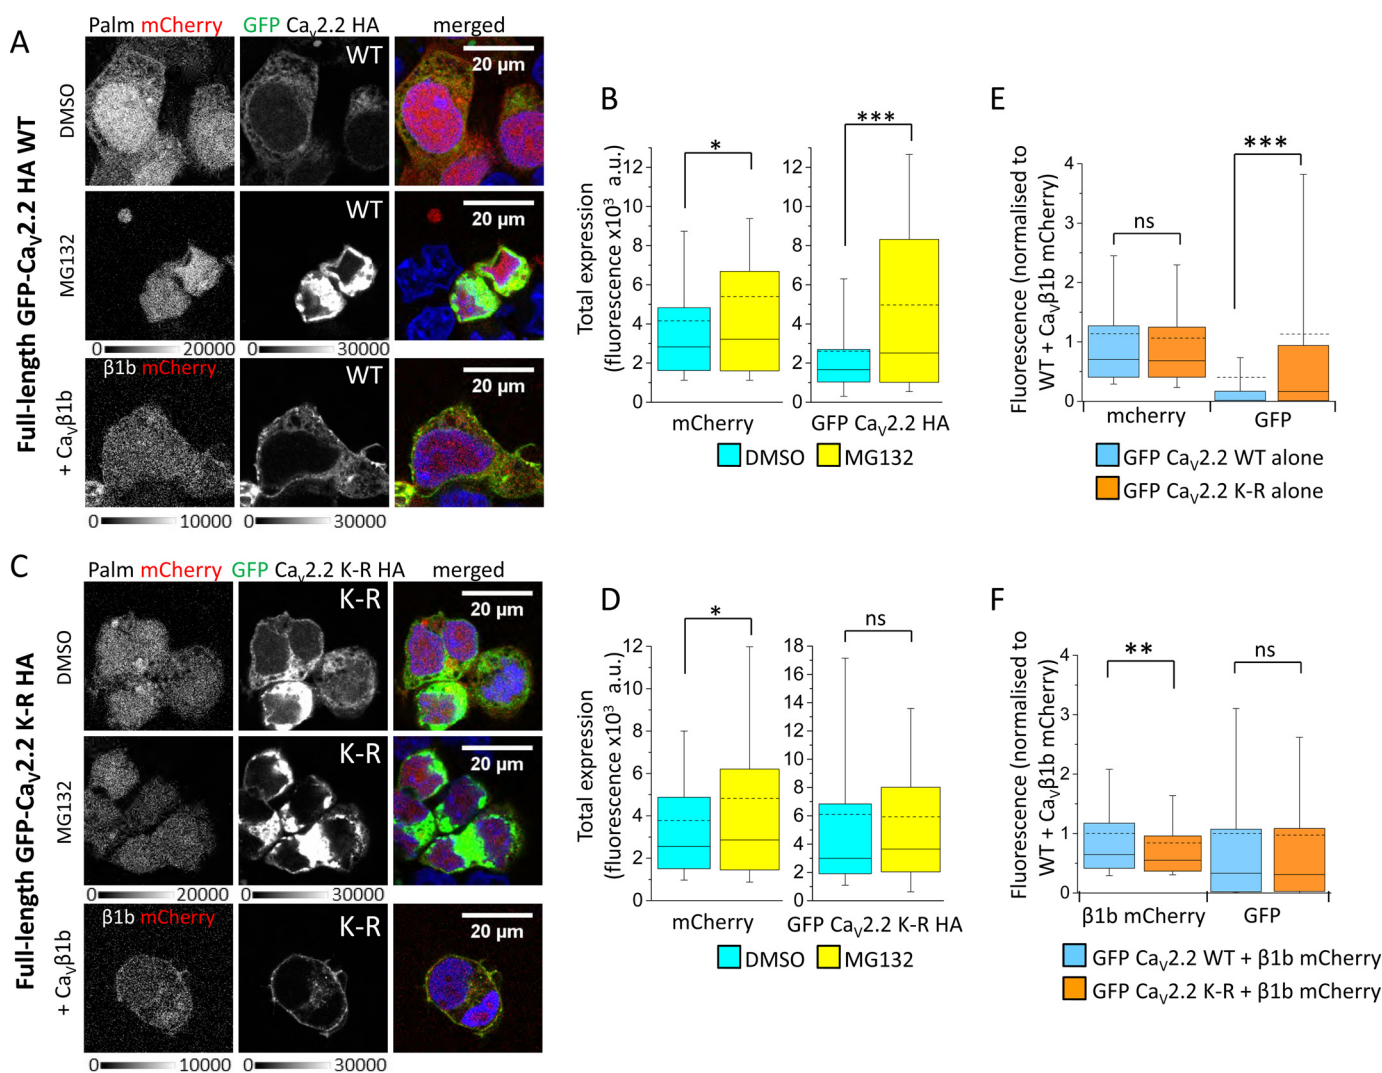 A
Palm mCherry
GFP Cav2.2 HA
merged
Full-length GFP-CaV2.2 HA WT
DMSO
WT
20 µm
MG132
WT
20 µm
0 20000
0 30000
+ CaVβ1b
β1b mCherry
WT
20 µm
0 10000
0 30000
B
Total expression
(fluorescence x10³ a.u.)
*
***
12
10
8
6
4
2
0
12
10
8
6
4
2
0
mCherry
GFP CaV2.2 HA
DMSO
MG132
E
Fluorescence (normalised to
WT + CaVβ1b mCherry)
ns
***
4
3
2
1
0
mcherry
GFP
GFP CaV2.2 WT alone
GFP CaV2.2 K-R alone
C
Palm mCherry
GFP Cav2.2 K-R HA
merged
Full-length GFP-CaV2.2 K-R HA
DMSO
K-R
20 µm
MG132
K-R
20 µm
0 20000
0 30000
+ CaVβ1b
β1b mCherry
K-R
20 µm
0 10000
0 30000
D
Total expression
(fluorescence x10³ a.u.)
*
ns
12
10
8
6
4
2
0
18
16
14
12
10
8
6
4
2
0
mCherry
GFP CaV2.2 K-R HA
DMSO
MG132
F
Fluorescence (normalised to
WT + CaVβ1b mCherry)
**
ns
4
3
2
1
0
β1b mCherry
GFP
GFP CaV2.2 WT + β1b mCherry
GFP CaV2.2 K-R + β1b mCherry